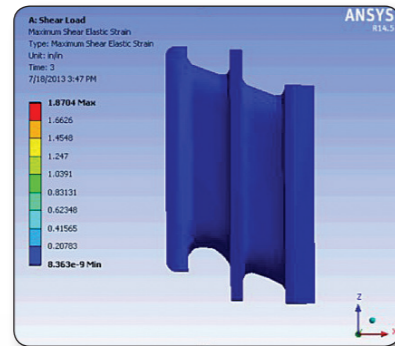 A: Shear Load
Maximum Shear Elastic Strain
Type: Maximum Shear Elastic Strain
Unit: in/in
Time: 3
7/18/2013 3:47 PM
1.8704 Max
1.6626
1.4548
1.247
1.0391
0.83131
0.62348
0.41565
0.20783
8.363e-9 Min
ANSYS
R14.5
Z
X